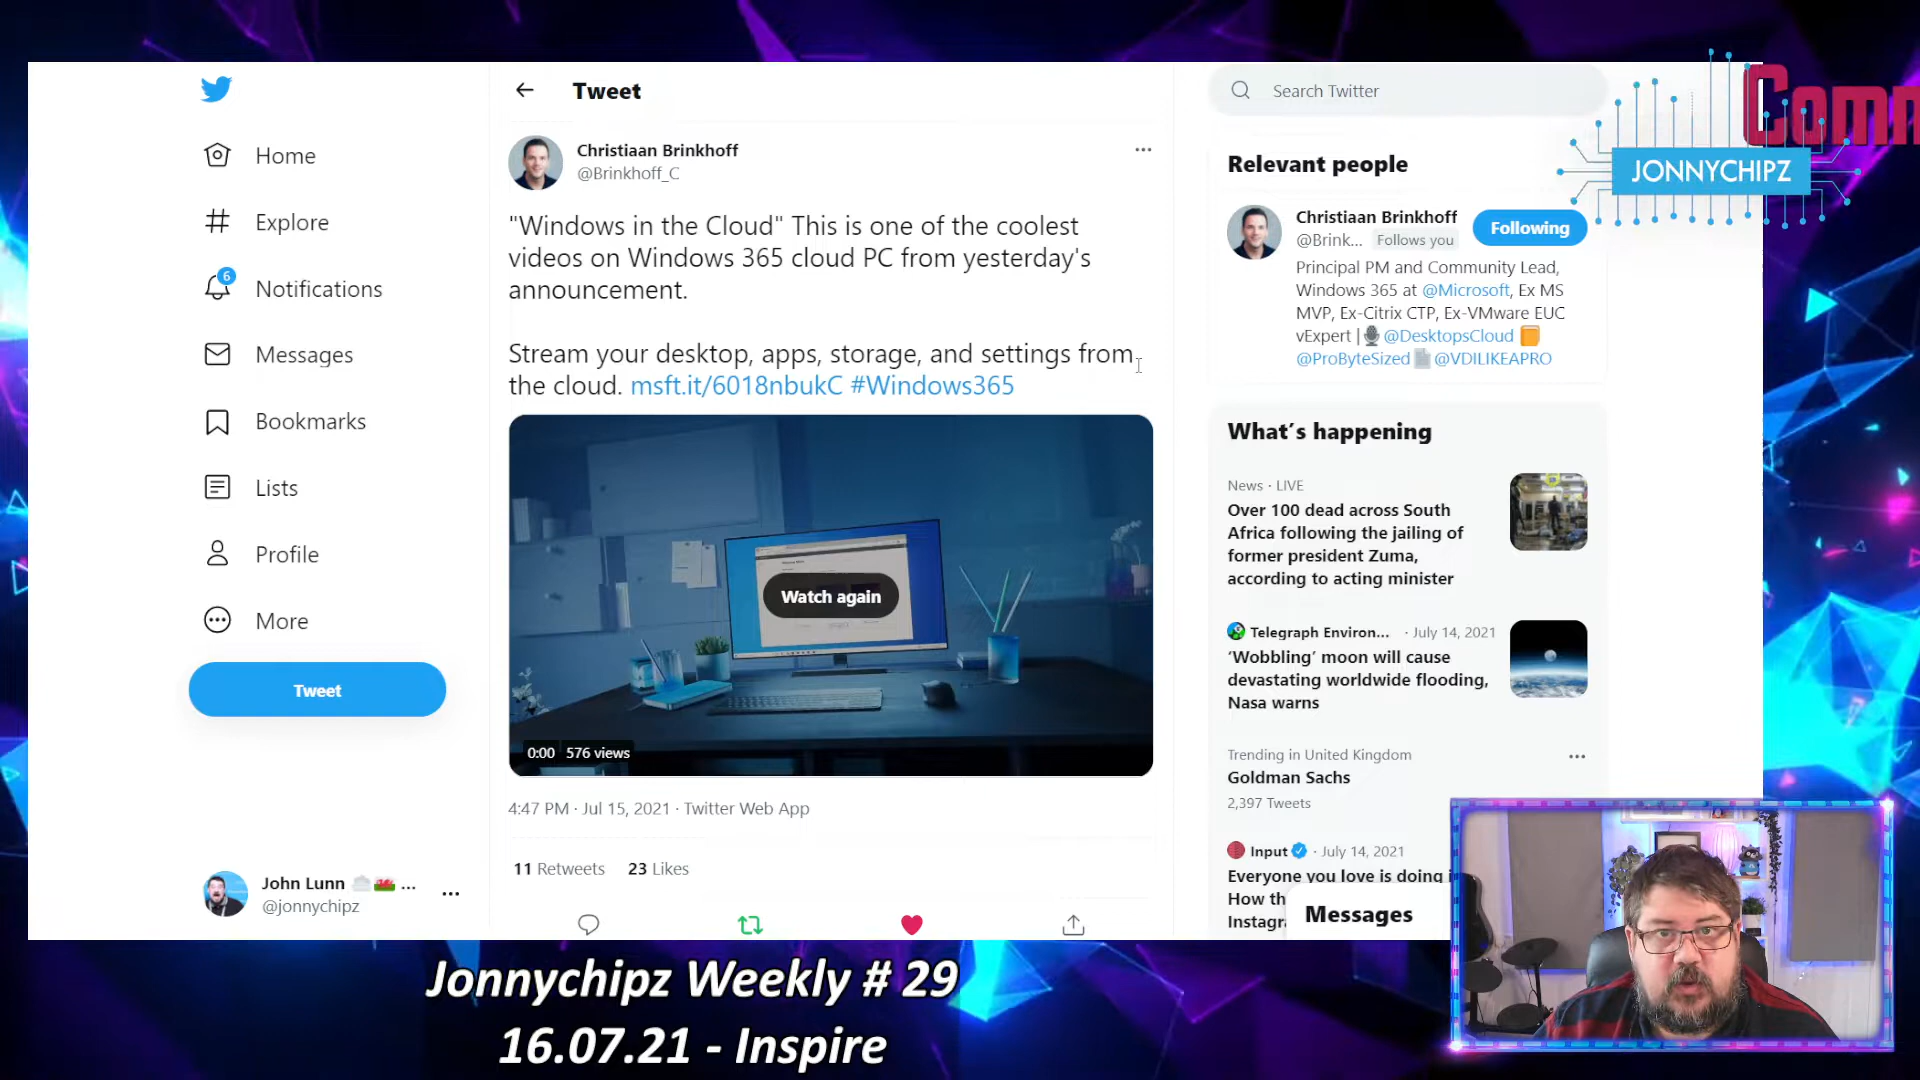 Home
Explore
6
Notifications
Messages
Bookmarks
Lists
Profile
More
Tweet
John Lunn ...
@jonnychipz
Tweet
Christiaan Brinkhoff
@Brinkhoff_C
"Windows in the Cloud" This is one of the coolest
videos on Windows 365 cloud PC from yesterday's
announcement.
Stream your desktop, apps, storage, and settings from
the cloud. msft.it/6018nbukC #Windows365
Watch again
0:00 576 views
4:47 PM · Jul 15, 2021 · Twitter Web App
11 Retweets 23 Likes
Search Twitter
Relevant people
Christiaan Brinkhoff
@Brink... Follows you
Following
Principal PM and Community Lead,
Windows 365 at @Microsoft, Ex MS
MVP, Ex-Citrix CTP, Ex-VMware EUC
vExpert | @DesktopsCloud
@ProByteSized @VDILIKEAPRO
What's happening
News · LIVE
Over 100 dead across South
Africa following the jailing of
former president Zuma,
according to acting minister
Telegraph Environ... · July 14, 2021
‘Wobbling’ moon will cause
devastating worldwide flooding,
Nasa warns
Trending in United Kingdom
Goldman Sachs
2,397 Tweets
Input · July 14, 2021
Everyone you love is doing i
How th
Instagr
Messages
Comm
JONNYCHIPZ
Jonnychipz Weekly # 29
16.07.21 - Inspire